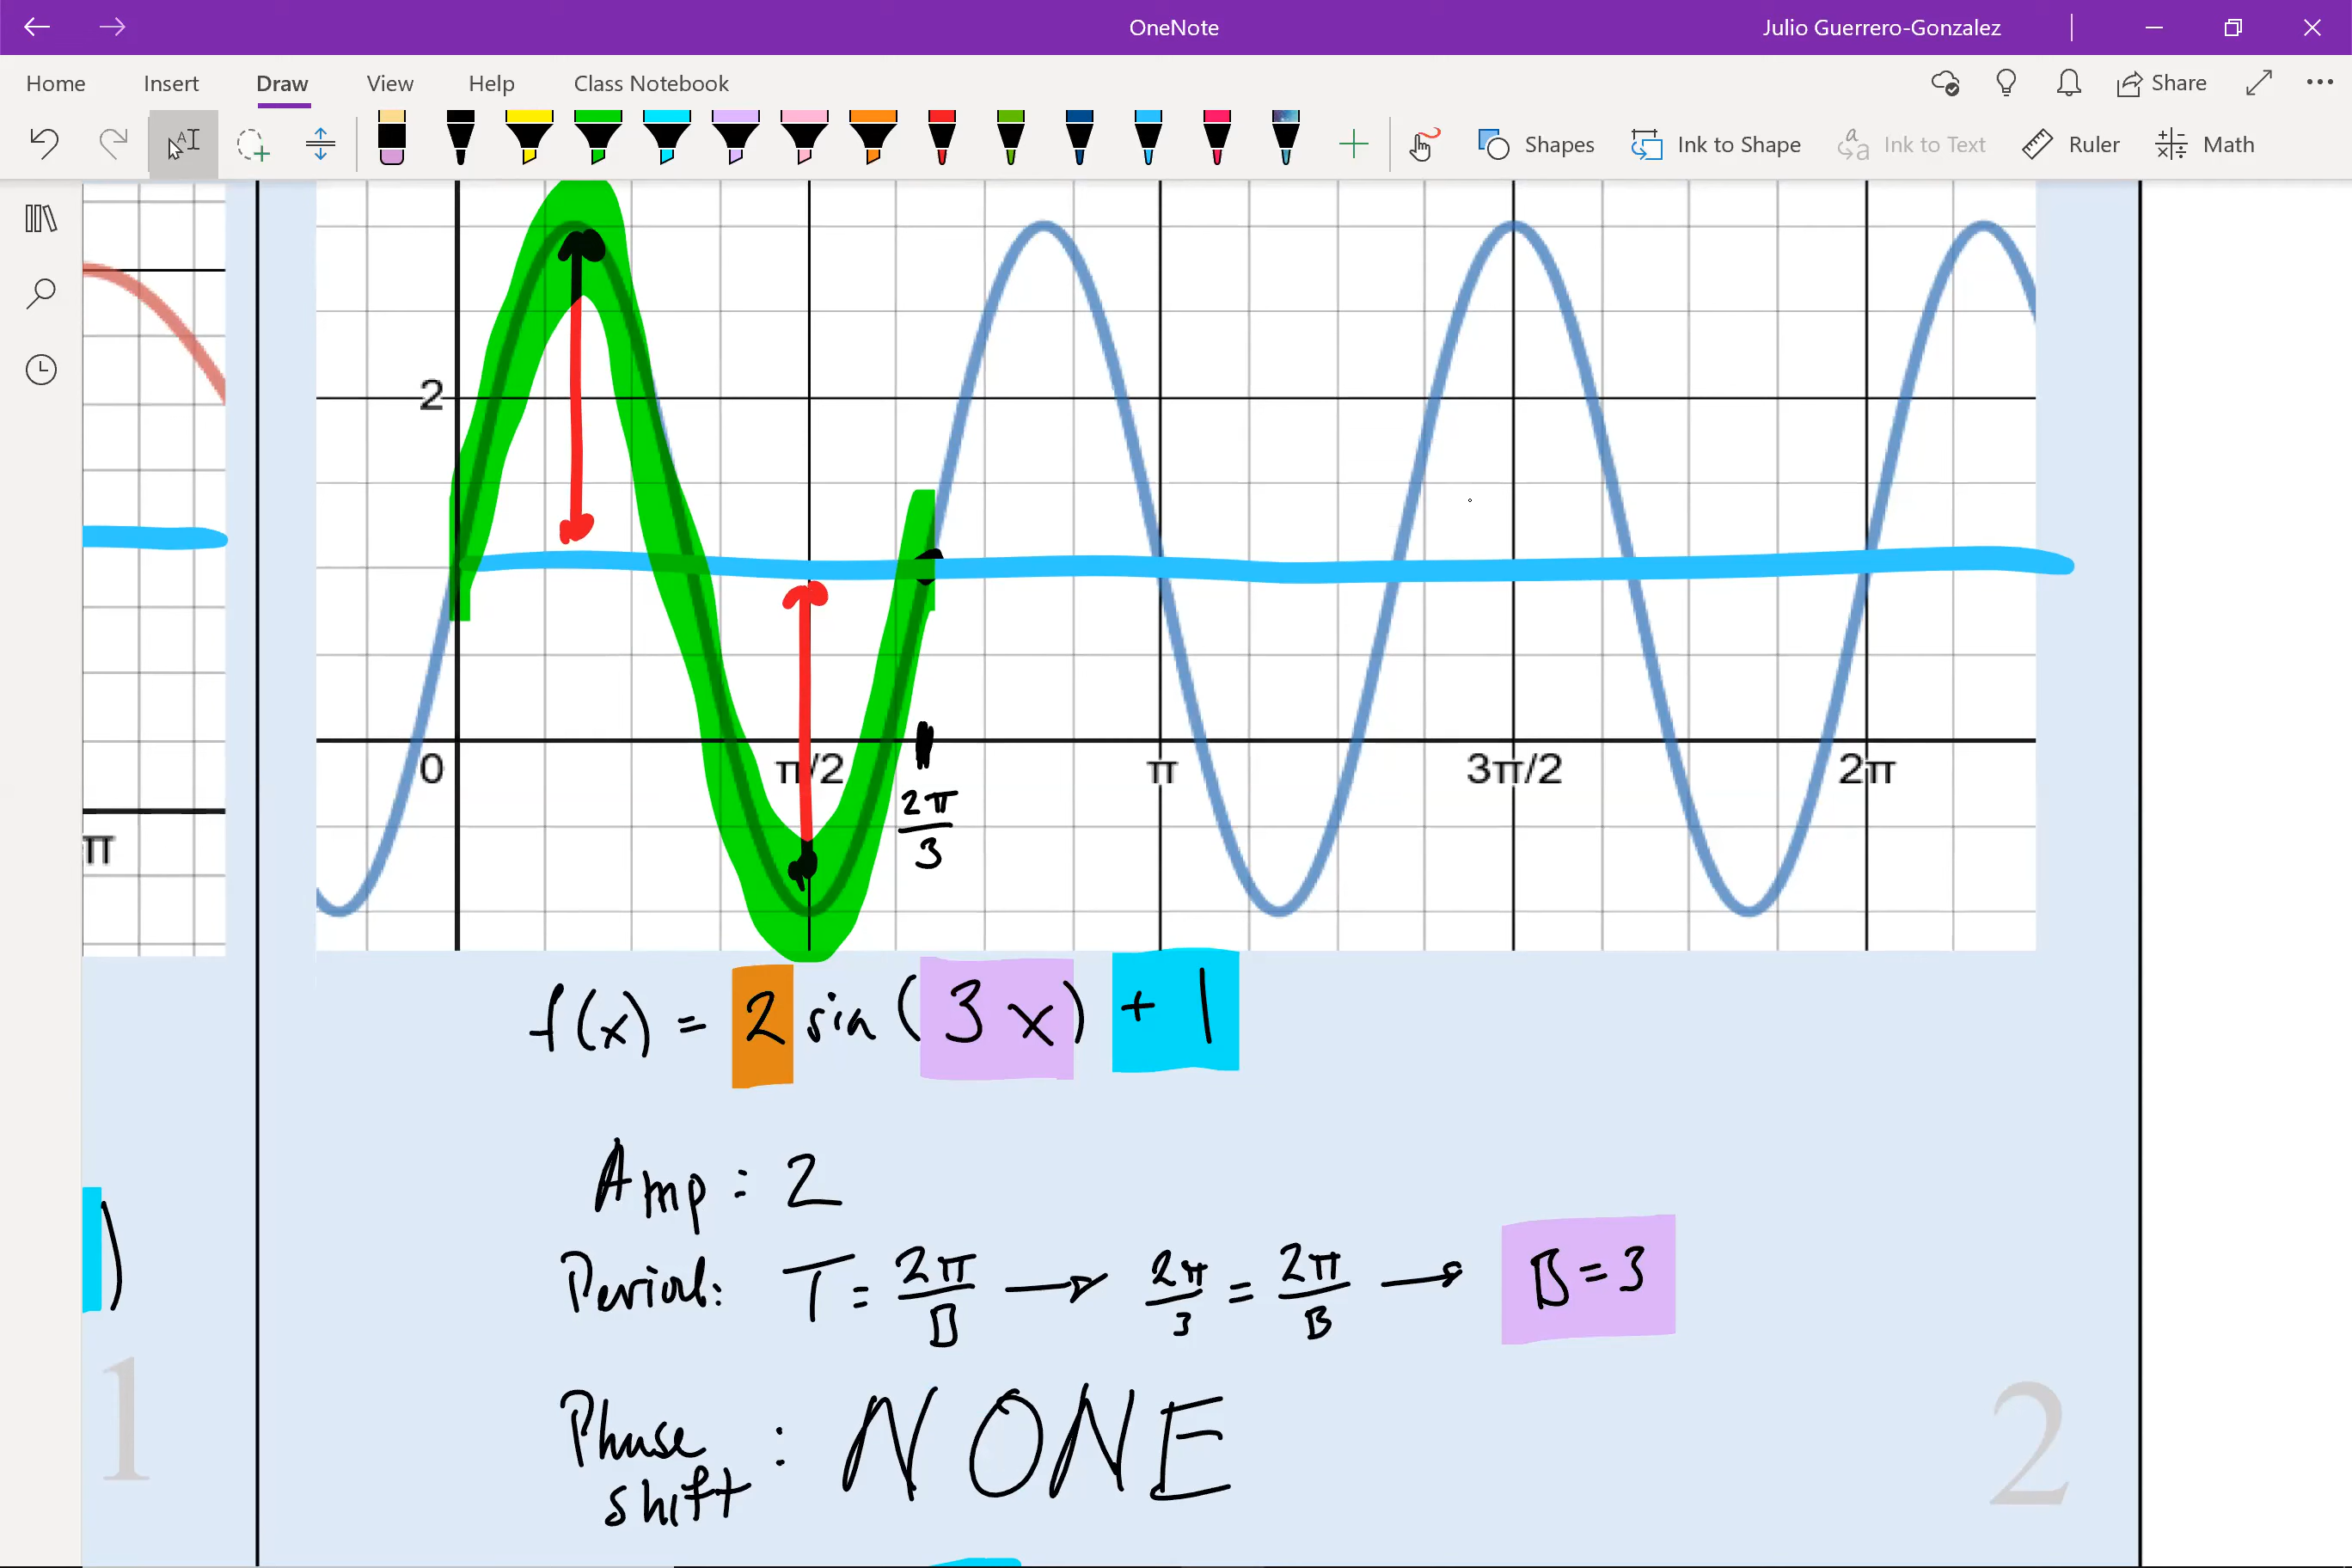 OneNote
Julio Guerrero-Gonzalez
Home Insert Draw View Help Class Notebook Share
Shapes Ink to Shape Ink to Text Ruler Math
2
0 π/2 π 3π/2 2π
2π/3
π
f(x) = 2 sin (3x) + 1
Amp: 2
Period: T = 2π/B → 2π/3 = 2π/B → B = 3
Phase shift : NONE
)
1
2